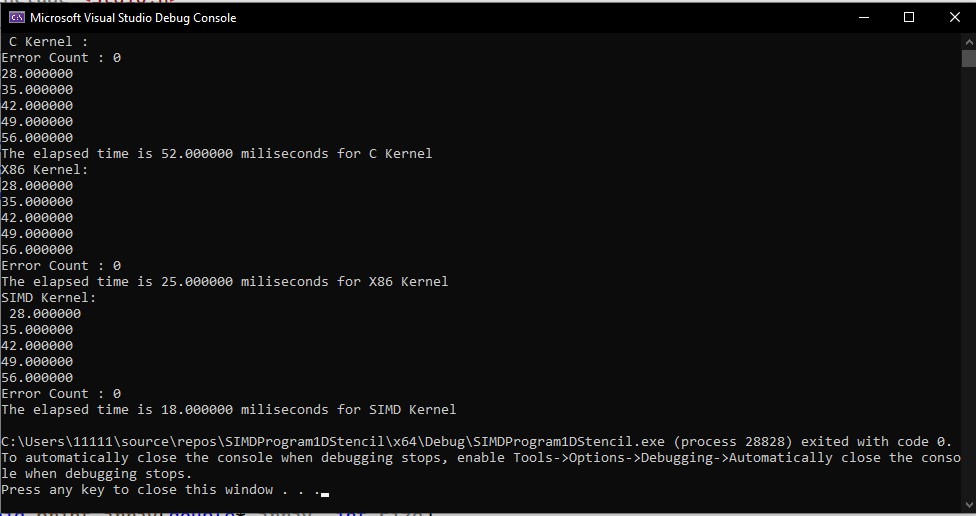 Microsoft Visual Studio Debug Console
C Kernel :
Error Count : 0
28.000000
35.000000
42.000000
49.000000
56.000000
The elapsed time is 52.000000 miliseconds for C Kernel
X86 Kernel:
28.000000
35.000000
42.000000
49.000000
56.000000
Error Count : 0
The elapsed time is 25.000000 miliseconds for X86 Kernel
SIMD Kernel:
28.000000
35.000000
42.000000
49.000000
56.000000
Error Count : 0
The elapsed time is 18.000000 miliseconds for SIMD Kernel
C:\Users\11111\source\repos\SIMDProgram1DStencil\x64\Debug\SIMDProgram1DStencil.exe (process 28828) exited with code 0.
To automatically close the console when debugging stops, enable Tools->Options->Debugging->Automatically close the conso
le when debugging stops.
Press any key to close this window . . .